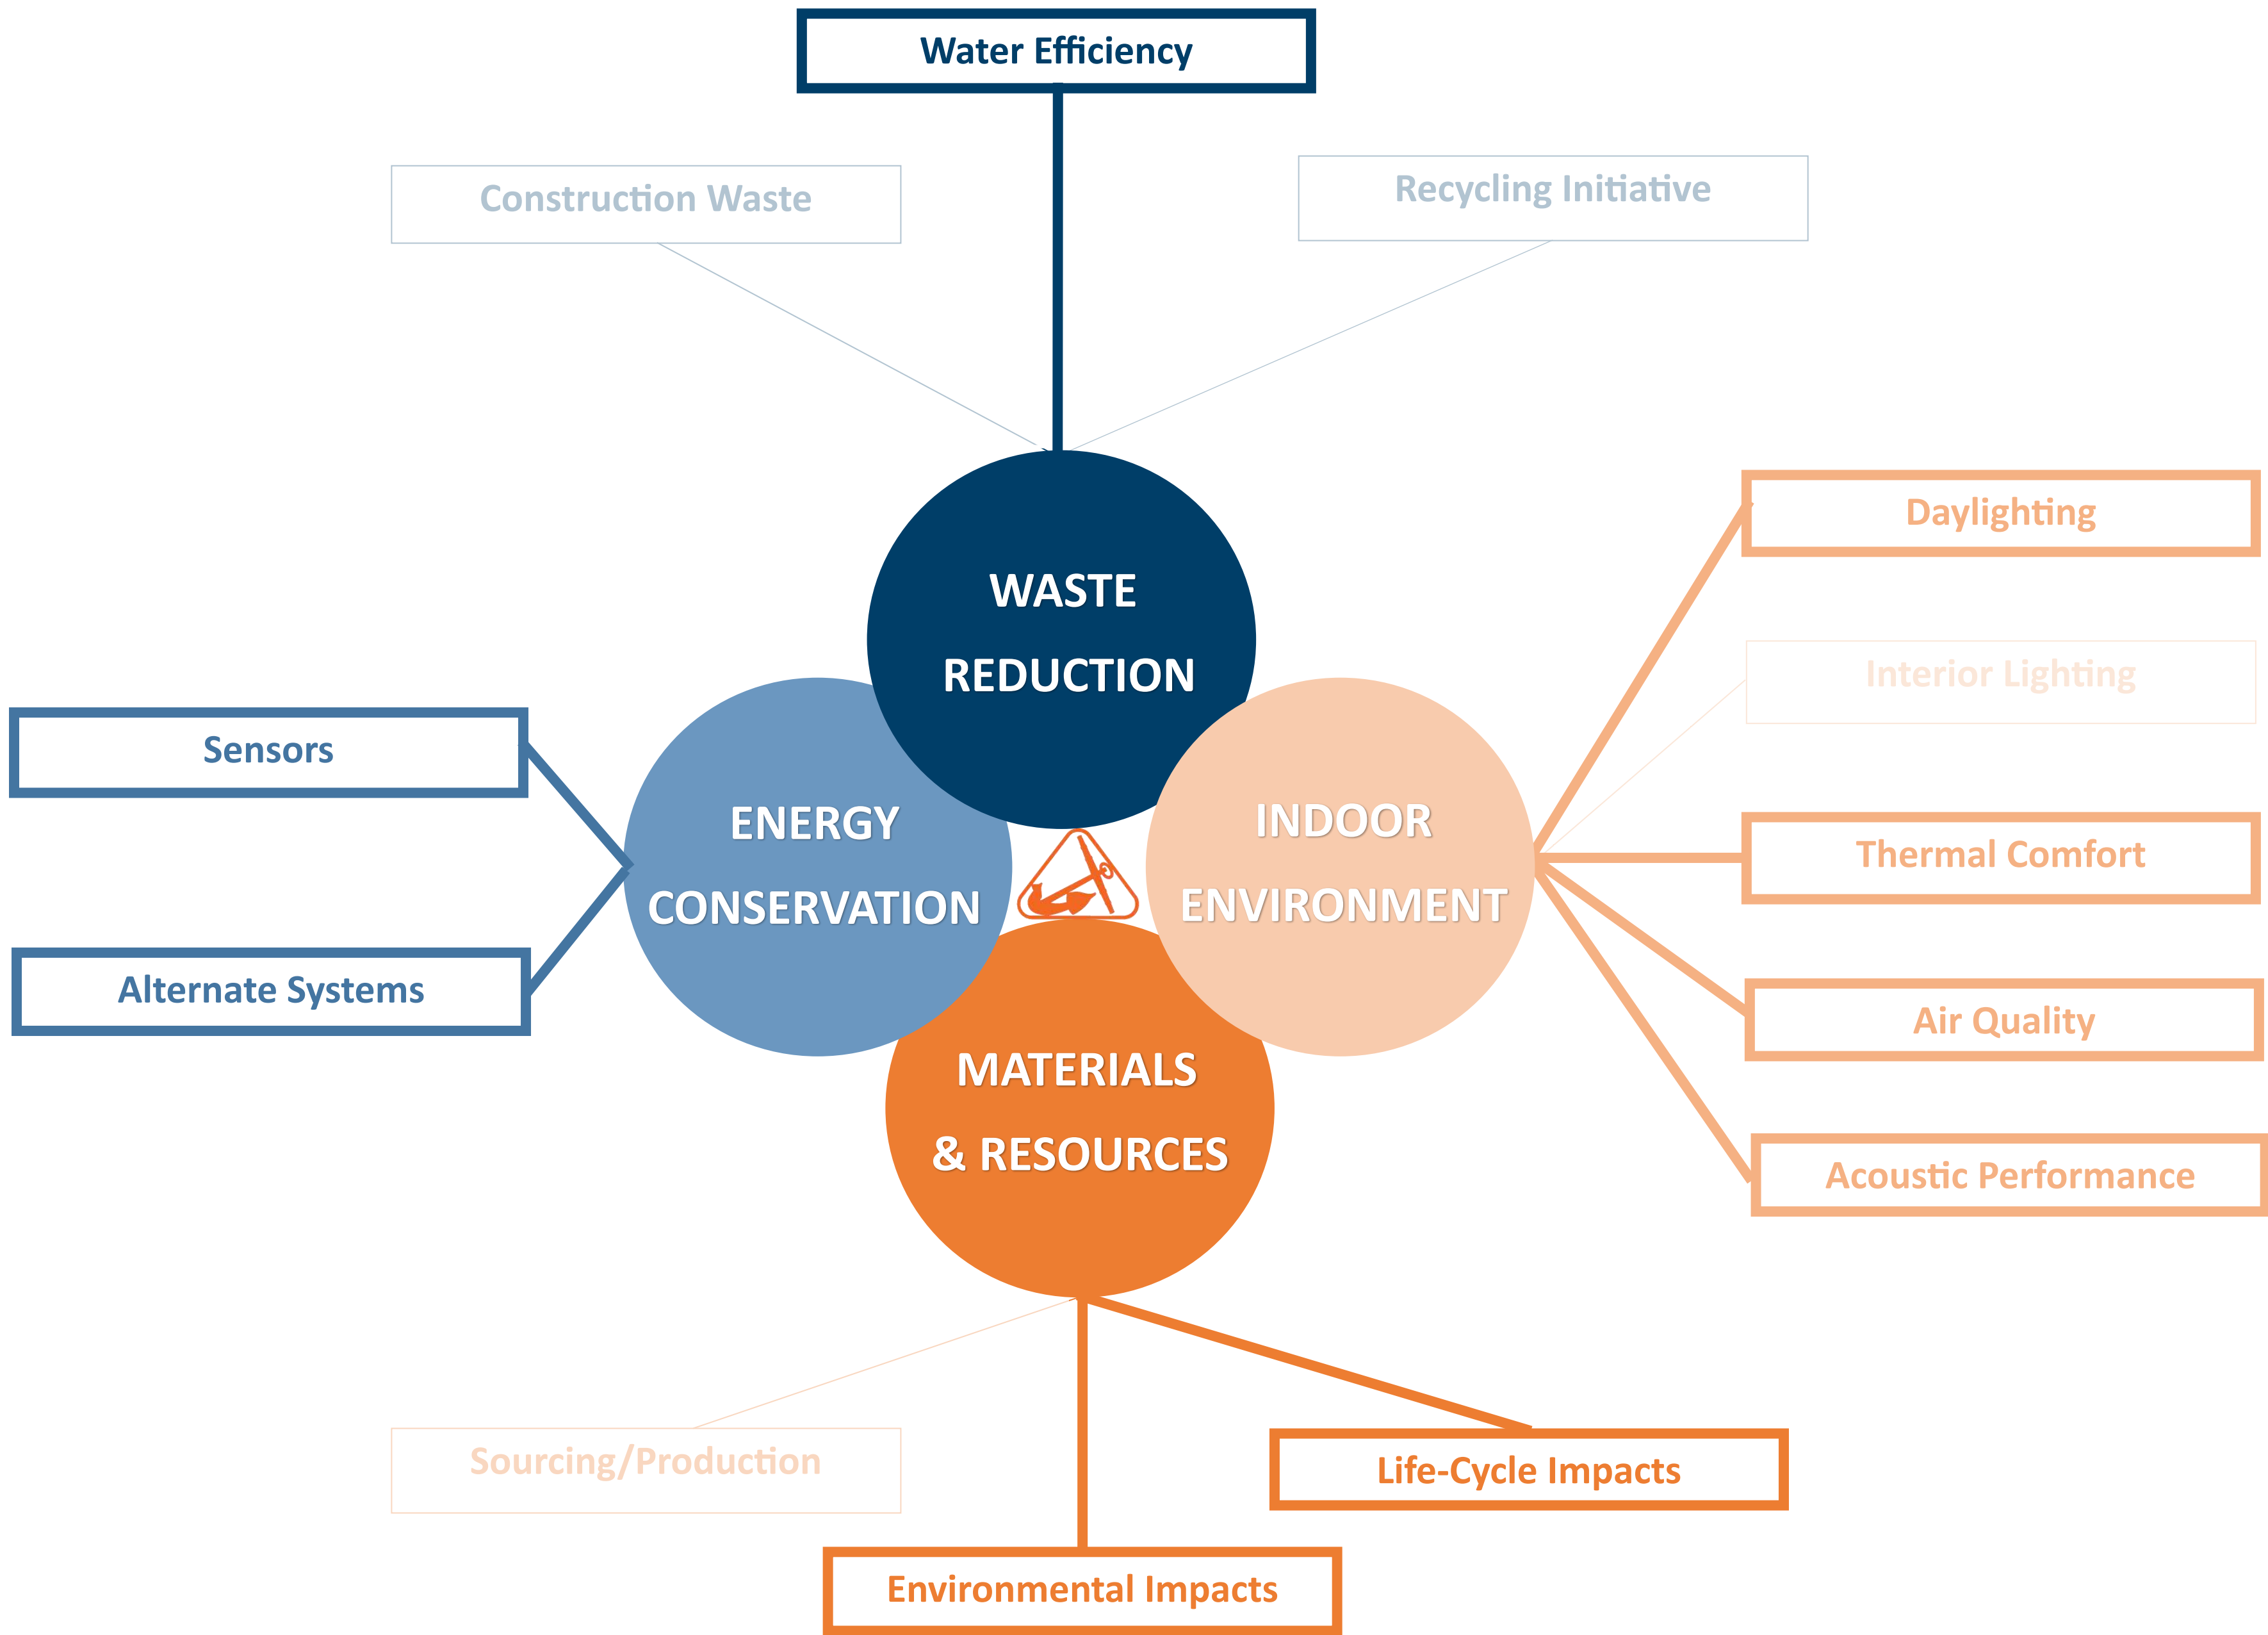 Water Efficiency
Construction Waste
Recycling Initiative
WASTE
REDUCTION
Daylighting
Interior Lighting
Sensors
ENERGY
CONSERVATION
INDOOR
ENVIRONMENT
Thermal Comfort
Alternate Systems
Air Quality
MATERIALS
& RESOURCES
Acoustic Performance
Sourcing/Production
Life-Cycle Impacts
Environmental Impacts